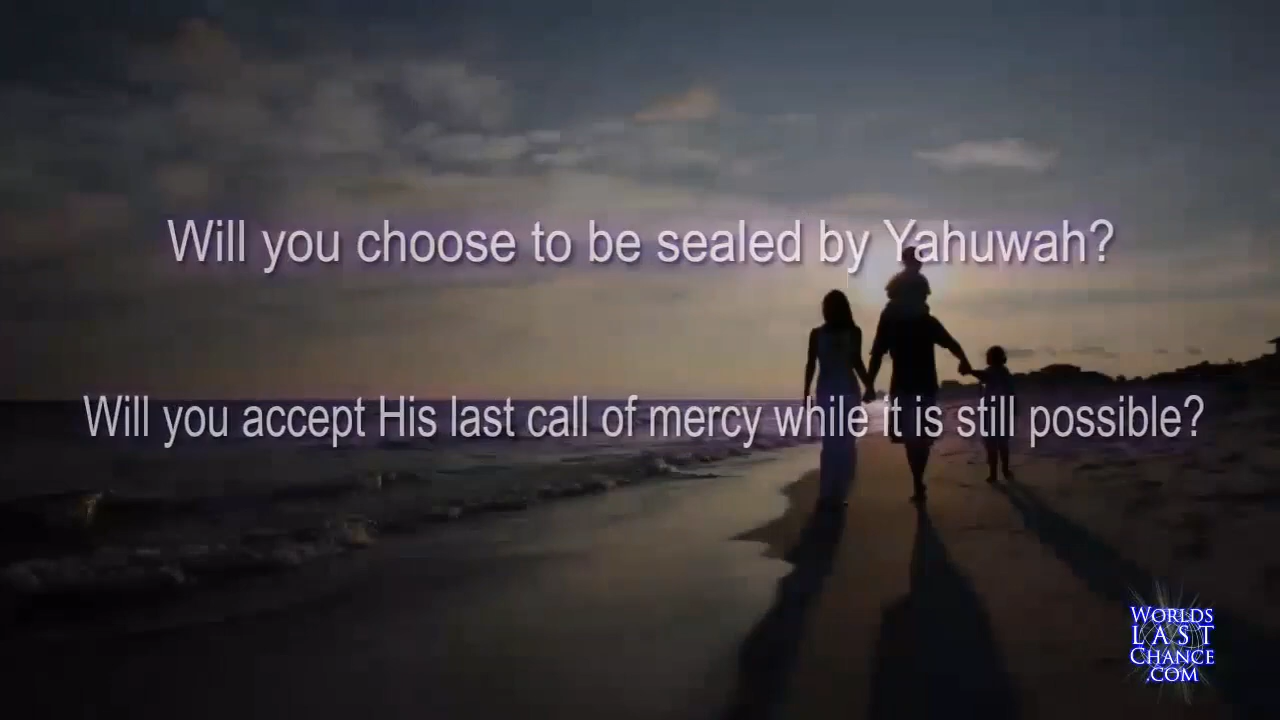 Will you choose to be sealed by Yahuwah?
Will you accept His last call of mercy while it is still possible?
WORLDS
LAST
CHANCE
.COM